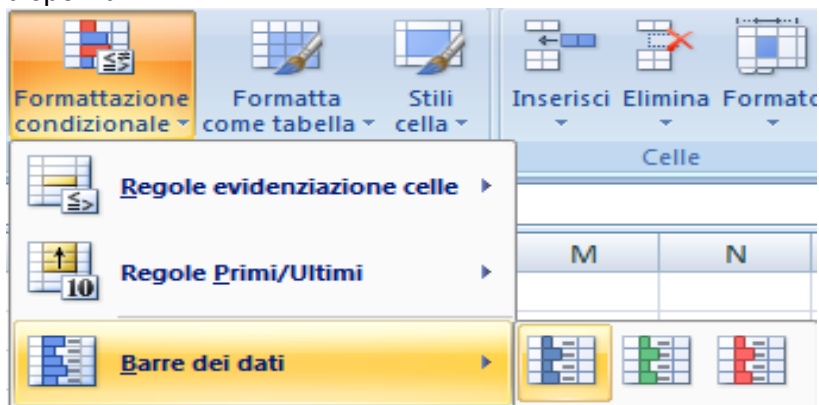 Formattazione condizionale
Formatta come tabella
Stili cella
Inserisci Elimina Formato
Celle
Regole evidenziazione celle
M N
Regole Primi/Ultimi
10
Barre dei dati